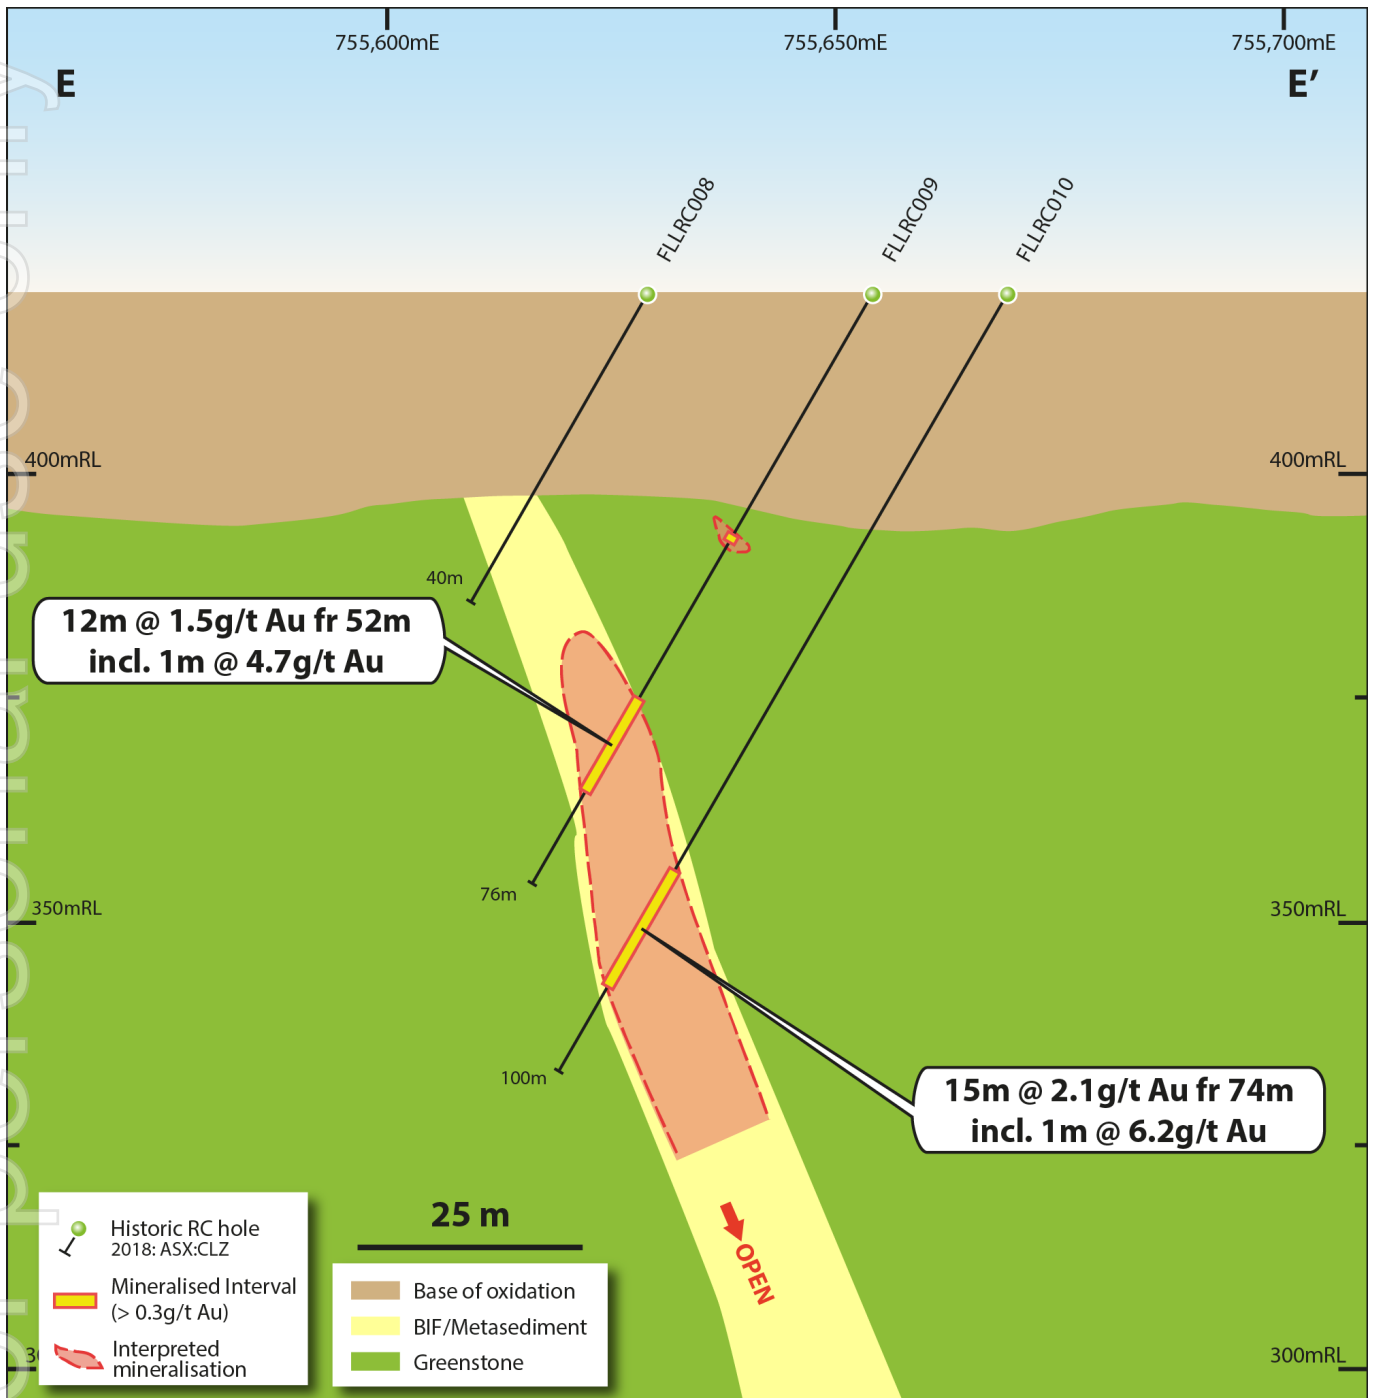 755,600mE
755,650mE
755,700mE
E
E’
FLLRC008
FLLRC009
FLLRC010
400mRL
400mRL
40m
12m @ 1.5g/t Au fr 52m
incl. 1m @ 4.7g/t Au
76m
350mRL
350mRL
100m
15m @ 2.1g/t Au fr 74m
incl. 1m @ 6.2g/t Au
OPEN
25 m
Historic RC hole
2018: ASX:CLZ
Mineralised Interval
(> 0.3g/t Au)
Interpreted
mineralisation
Base of oxidation
BIF/Metasediment
Greenstone
300mRL